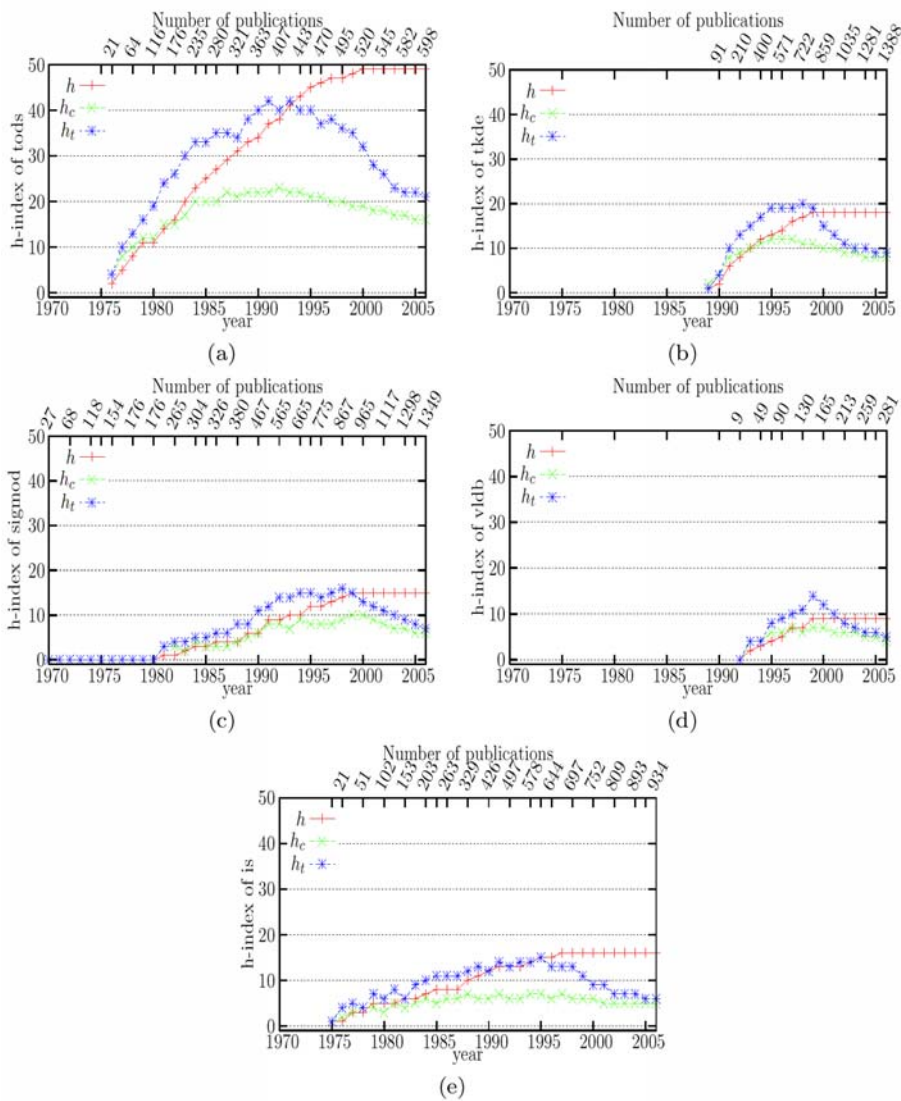 Number of publications
21 64 116 176 235 280 321 363 407 443 470 495 520 545 582 598
h-index of tods
50
40
30
20
10
0
h
h_c
h_t
1970 1975 1980 1985 1990 1995 2000 2005
year
(a)
Number of publications
91 210 400 571 722 859 1035 1281 1388
h-index of tkde
50
40
30
20
10
0
h
h_c
h_t
1970 1975 1980 1985 1990 1995 2000 2005
year
(b)
Number of publications
27 68 118 154 176 176 265 304 326 380 467 565 665 775 867 965 1117 1298 1349
h-index of sigmod
50
40
30
20
10
0
h
h_c
h_t
1970 1975 1980 1985 1990 1995 2000 2005
year
(c)
Number of publications
9 49 90 130 165 213 259 281
h-index of vldb
50
40
30
20
10
0
h
h_c
h_t
1970 1975 1980 1985 1990 1995 2000 2005
year
(d)
Number of publications
21 51 102 153 203 263 329 426 497 578 644 697 752 809 893 934
h-index of is
50
40
30
20
10
0
h
h_c
h_t
1970 1975 1980 1985 1990 1995 2000 2005
year
(e)